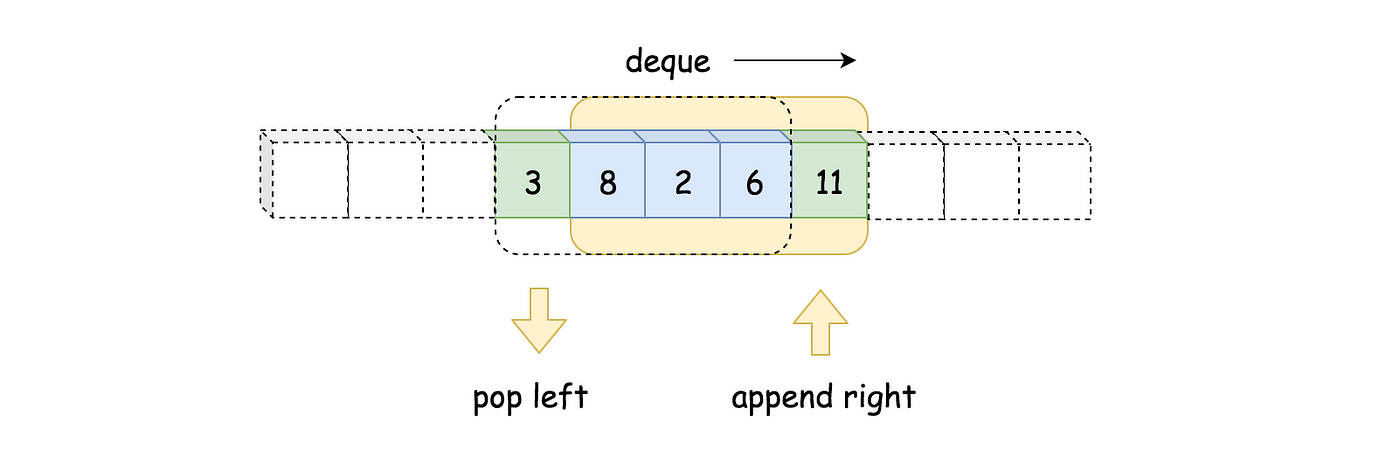 deque
3 8 2 6 11
pop left
append right